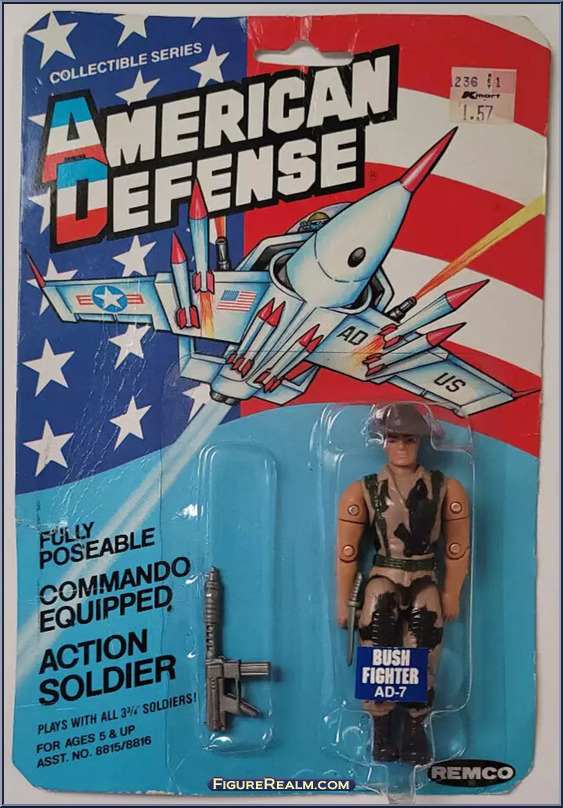 COLLECTIBLE SERIES
AMERICAN
DEFENSE®
236
Kmart
1.57
AD
US
FULLY
POSEABLE
COMMANDO
EQUIPPED
ACTION
SOLDIER
PLAYS WITH ALL 3¾" SOLDIERS!
FOR AGES 5 & UP
ASST. NO. 8815/8816
BUSH
FIGHTER
AD-7
REMCO®
FIGUREREALM.COM